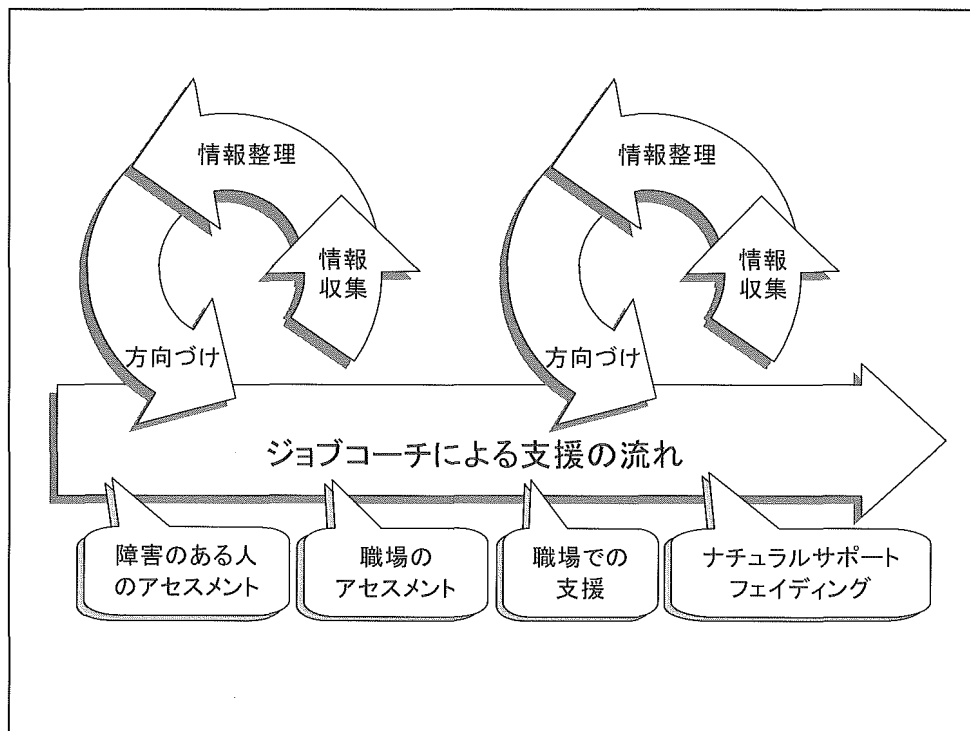 情報整理
情報
収集
方向づけ
情報整理
情報
収集
方向づけ
ジョブコーチによる支援の流れ
障害のある人
のアセスメント
職場の
アセスメント
職場での
支援
ナチュラルサポート
フェイディング